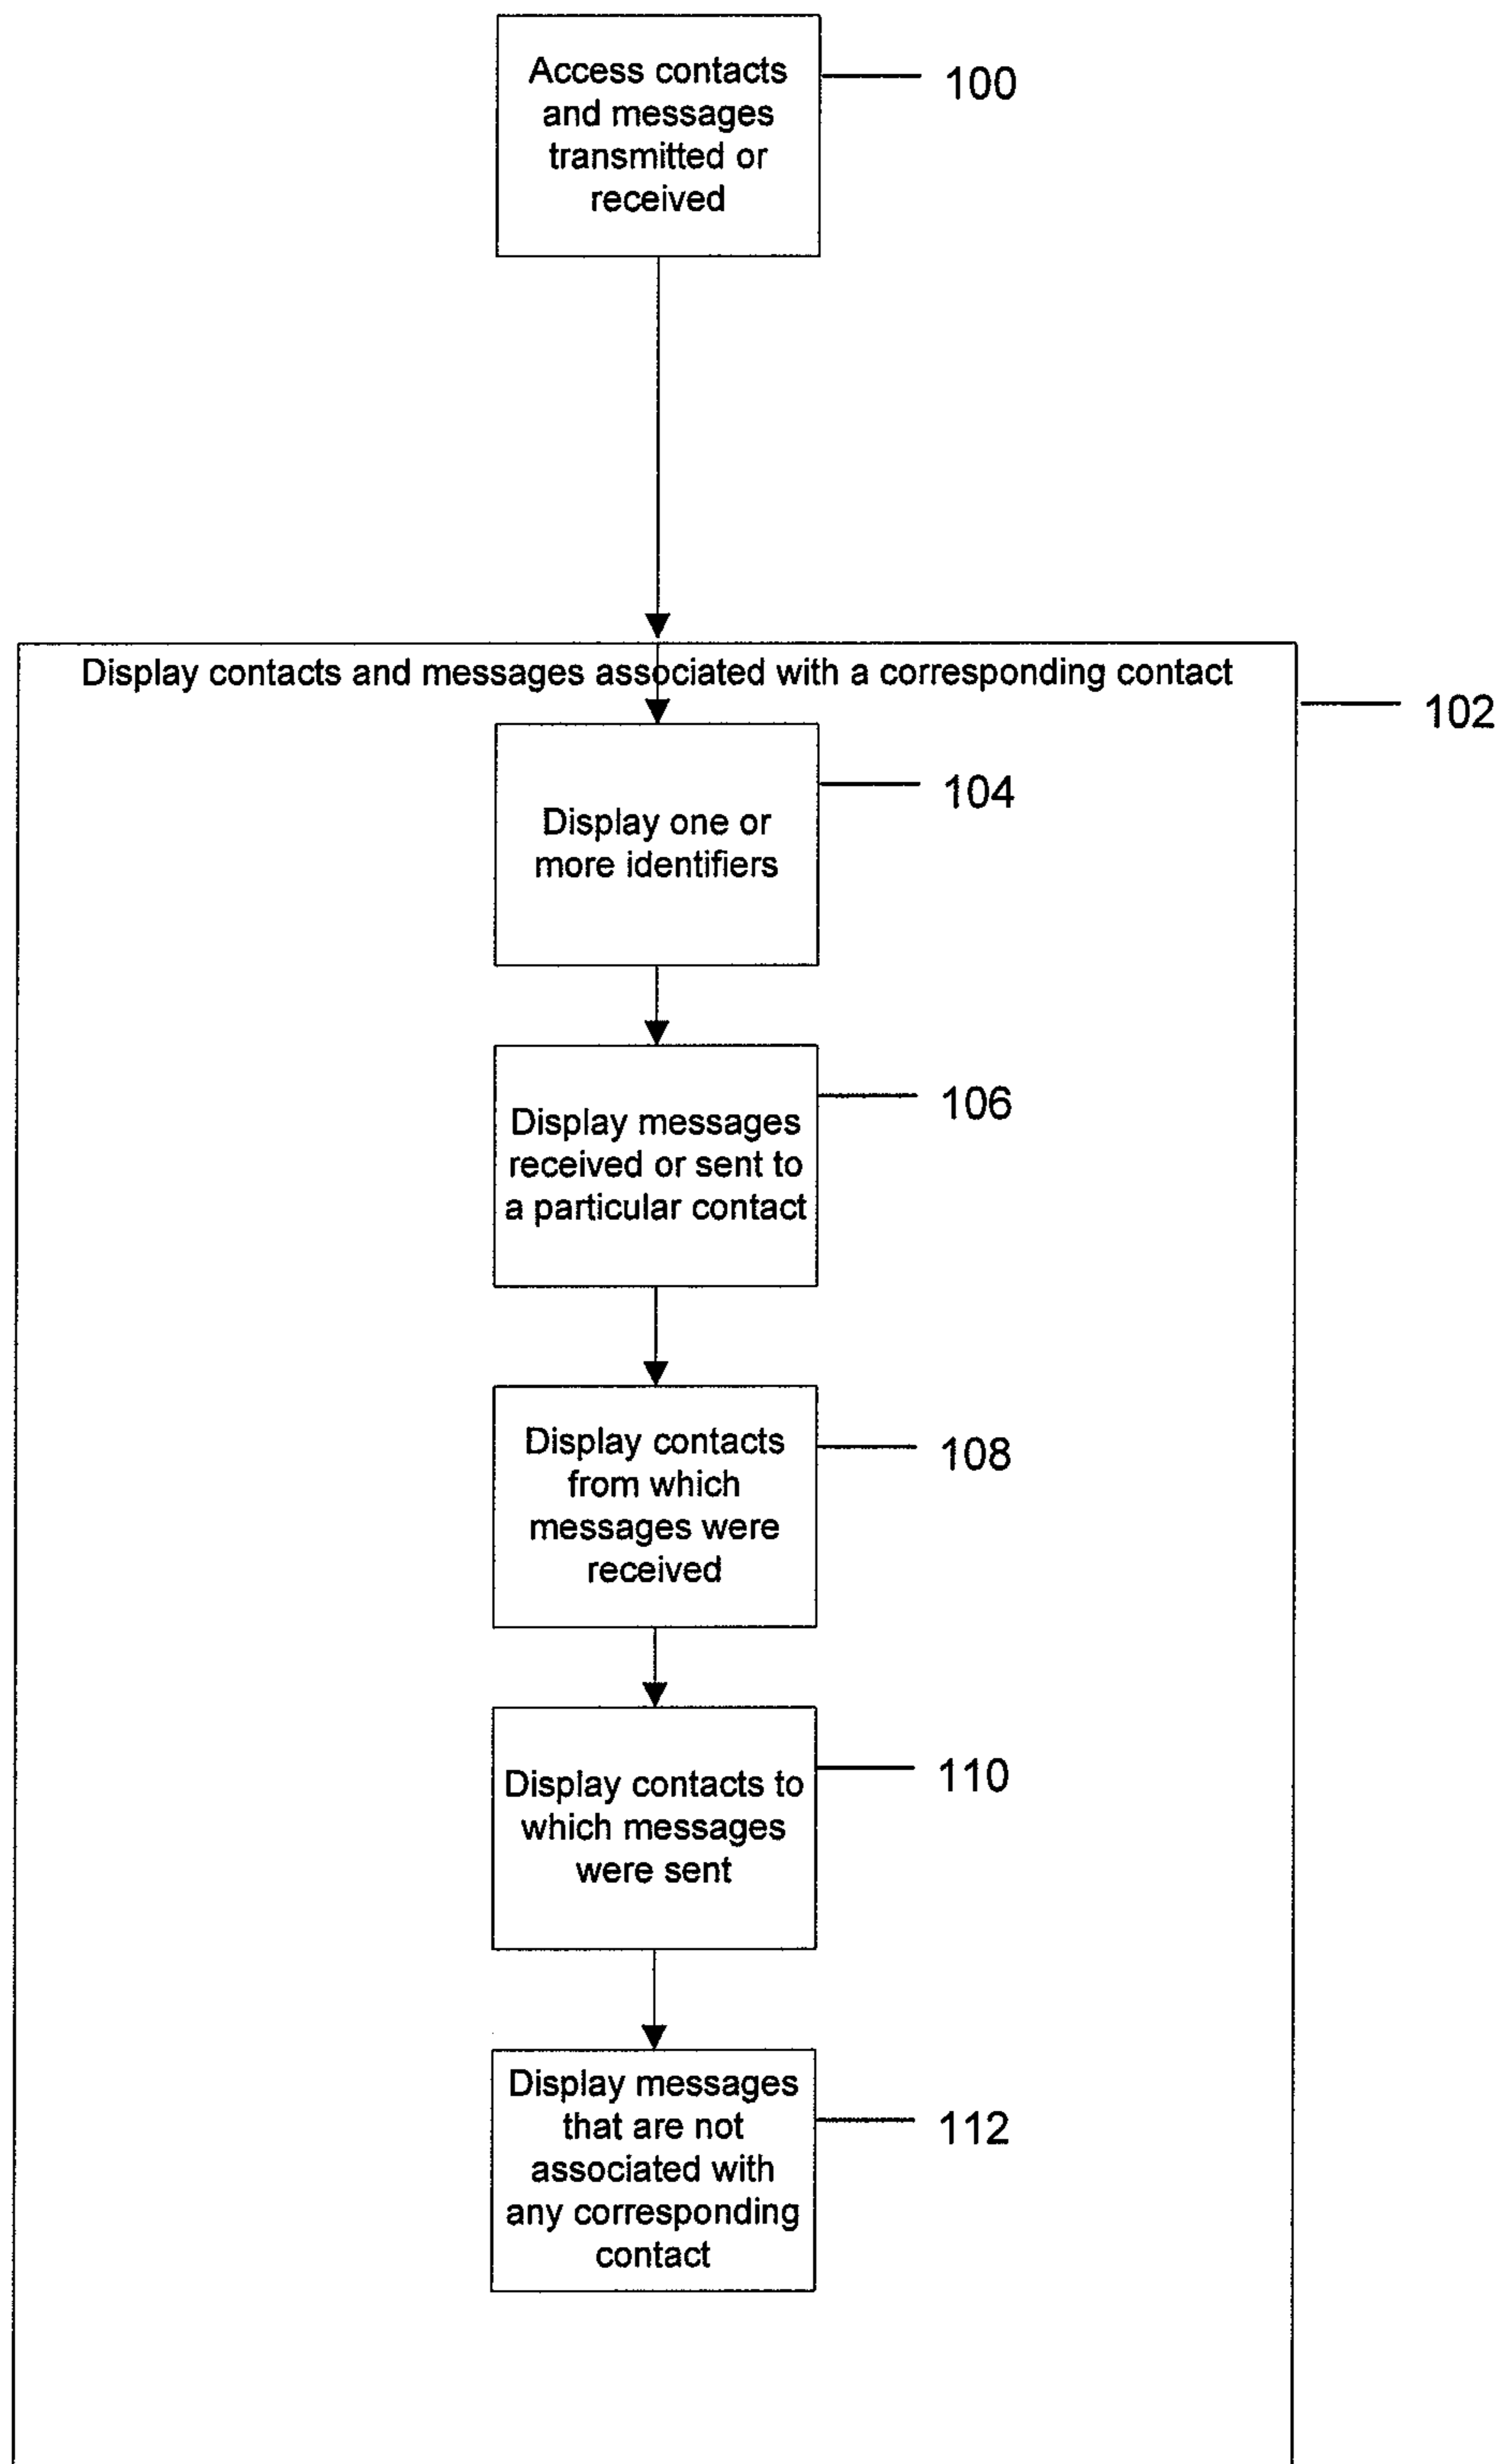 Access contacts
and messages
transmitted or
received
100
Display contacts and messages associated with a corresponding contact
102
Display one or
more identifiers
104
Display messages
received or sent to
a particular contact
106
Display contacts
from which
messages were
received
108
Display contacts to
which messages
were sent
110
Display messages
that are not
associated with
any corresponding
contact
112